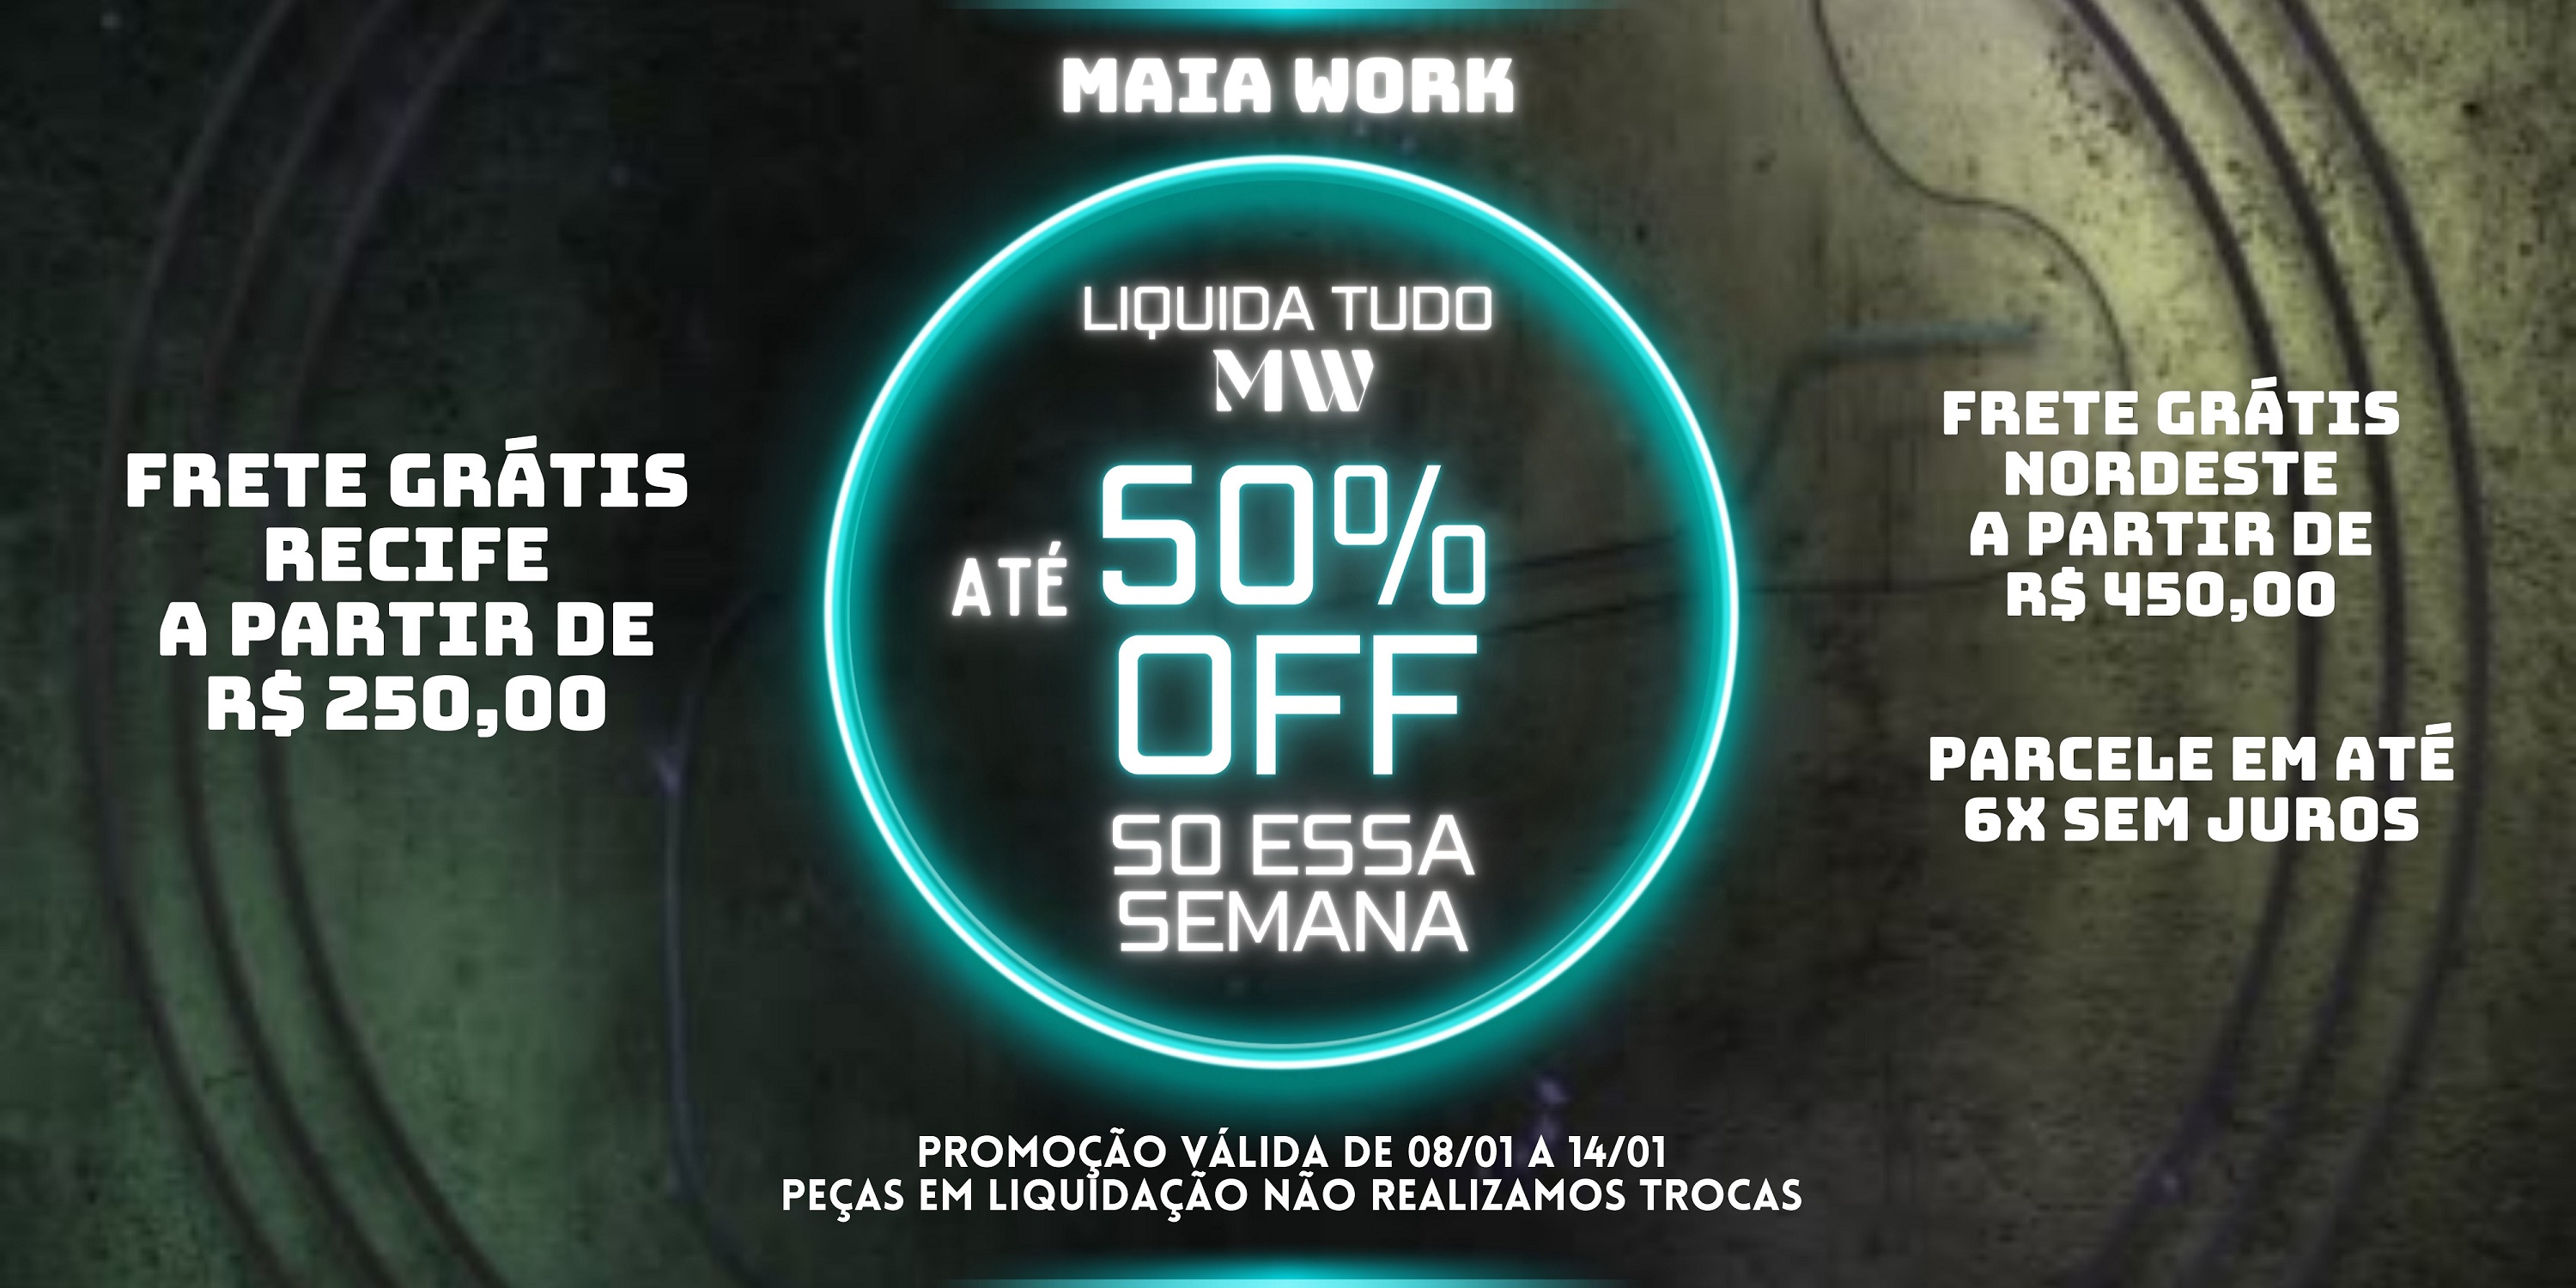 MAIA WORK
LIQUIDA TUDO
MW
ATÉ 50%
OFF
SO ESSA
SEMANA
FRETE GRÁTIS
RECIFE
A PARTIR DE
R$ 250,00
FRETE GRÁTIS
NORDESTE
A PARTIR DE
R$ 450,00
PARCELE EM ATÉ
6X SEM JUROS
PROMOÇÃO VÁLIDA DE 08/01 A 14/01
PEÇAS EM LIQUIDAÇÃO NÃO REALIZAMOS TROCAS